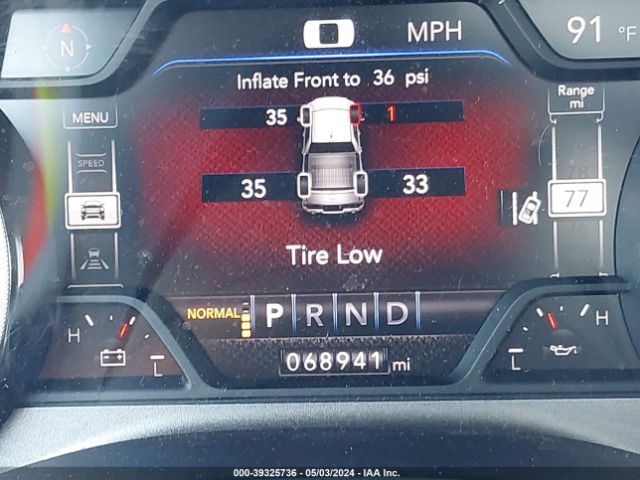 N
MPH
91 °F
Inflate Front to 36 psi
Range
mi
MENU
35 1
SPEED
78
35 33
77
Tire Low
NORMAL P R N D
H H
L L
068941 mi
000-39325736 - 05/03/2024 - IAA Inc.